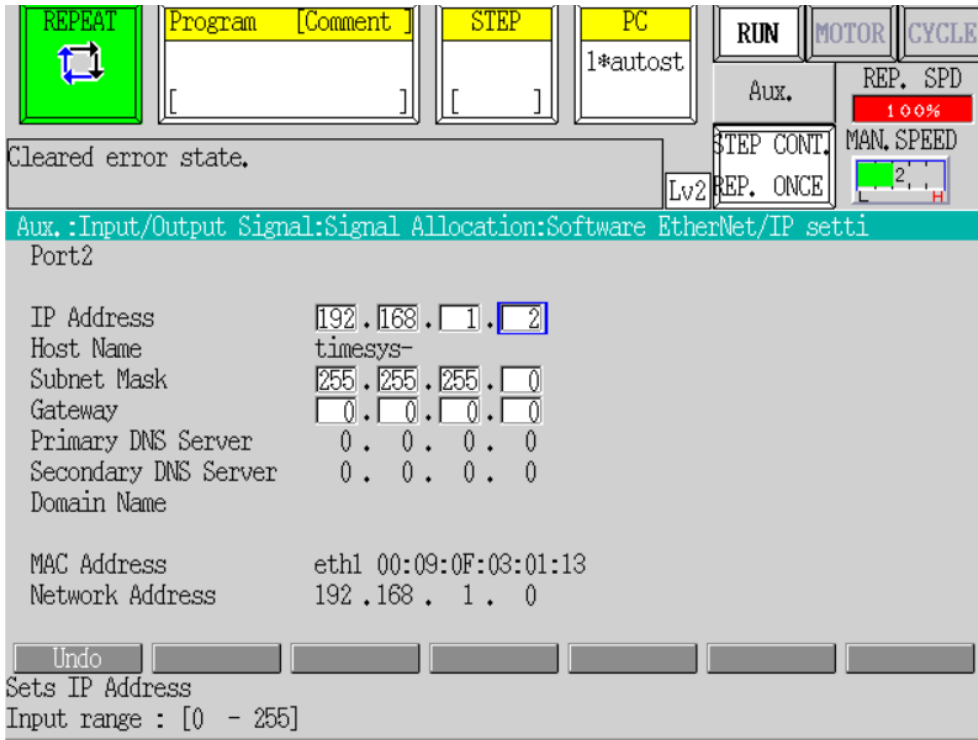 REPEAT
Program [Comment ]
[ ]
STEP
[ ]
PC
1*autost
RUN
MOTOR
CYCLE
Aux.
REP. SPD
100%
Cleared error state.
Lv2
STEP CONT.
REP. ONCE
MAN.SPEED
2
L H
Aux.:Input/Output Signal:Signal Allocation:Software EtherNet/IP setti
Port2
IP Address 192.168. 1. 2
Host Name timesys-
Subnet Mask 255.255.255. 0
Gateway 0. 0. 0. 0
Primary DNS Server 0. 0. 0. 0
Secondary DNS Server 0. 0. 0. 0
Domain Name
MAC Address eth1 00:09:0F:03:01:13
Network Address 192.168. 1. 0
Undo
Sets IP Address
Input range : [0 - 255]